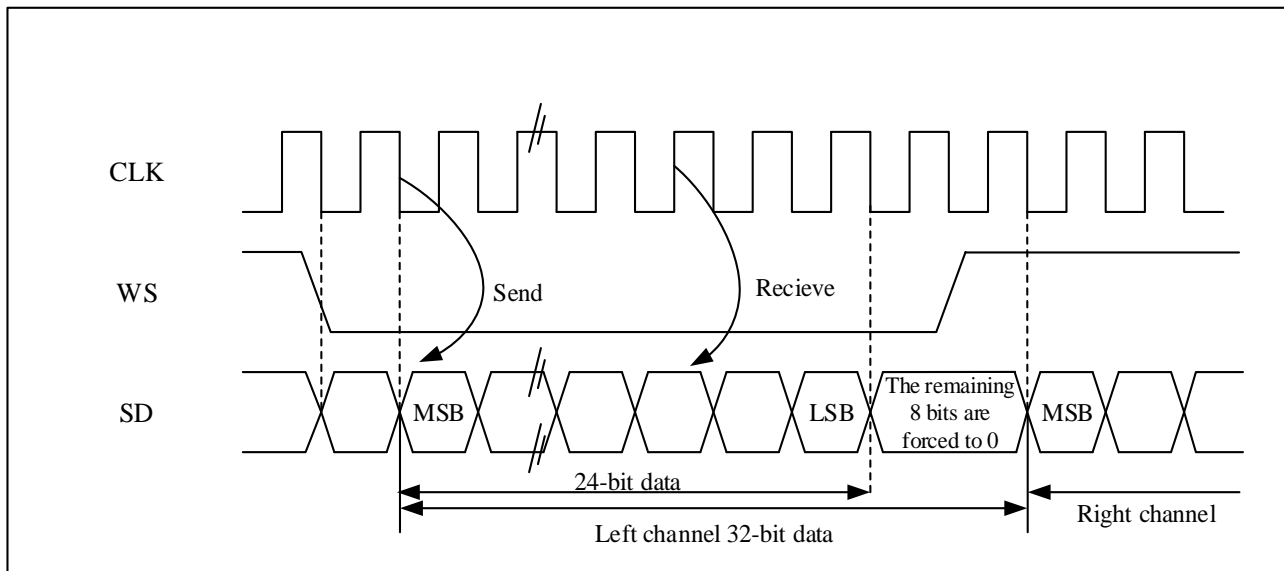 CLK
WS
Send
Recieve
SD
MSB
LSB
The remaining
8 bits are
forced to 0
MSB
24-bit data
Left channel 32-bit data
Right channel